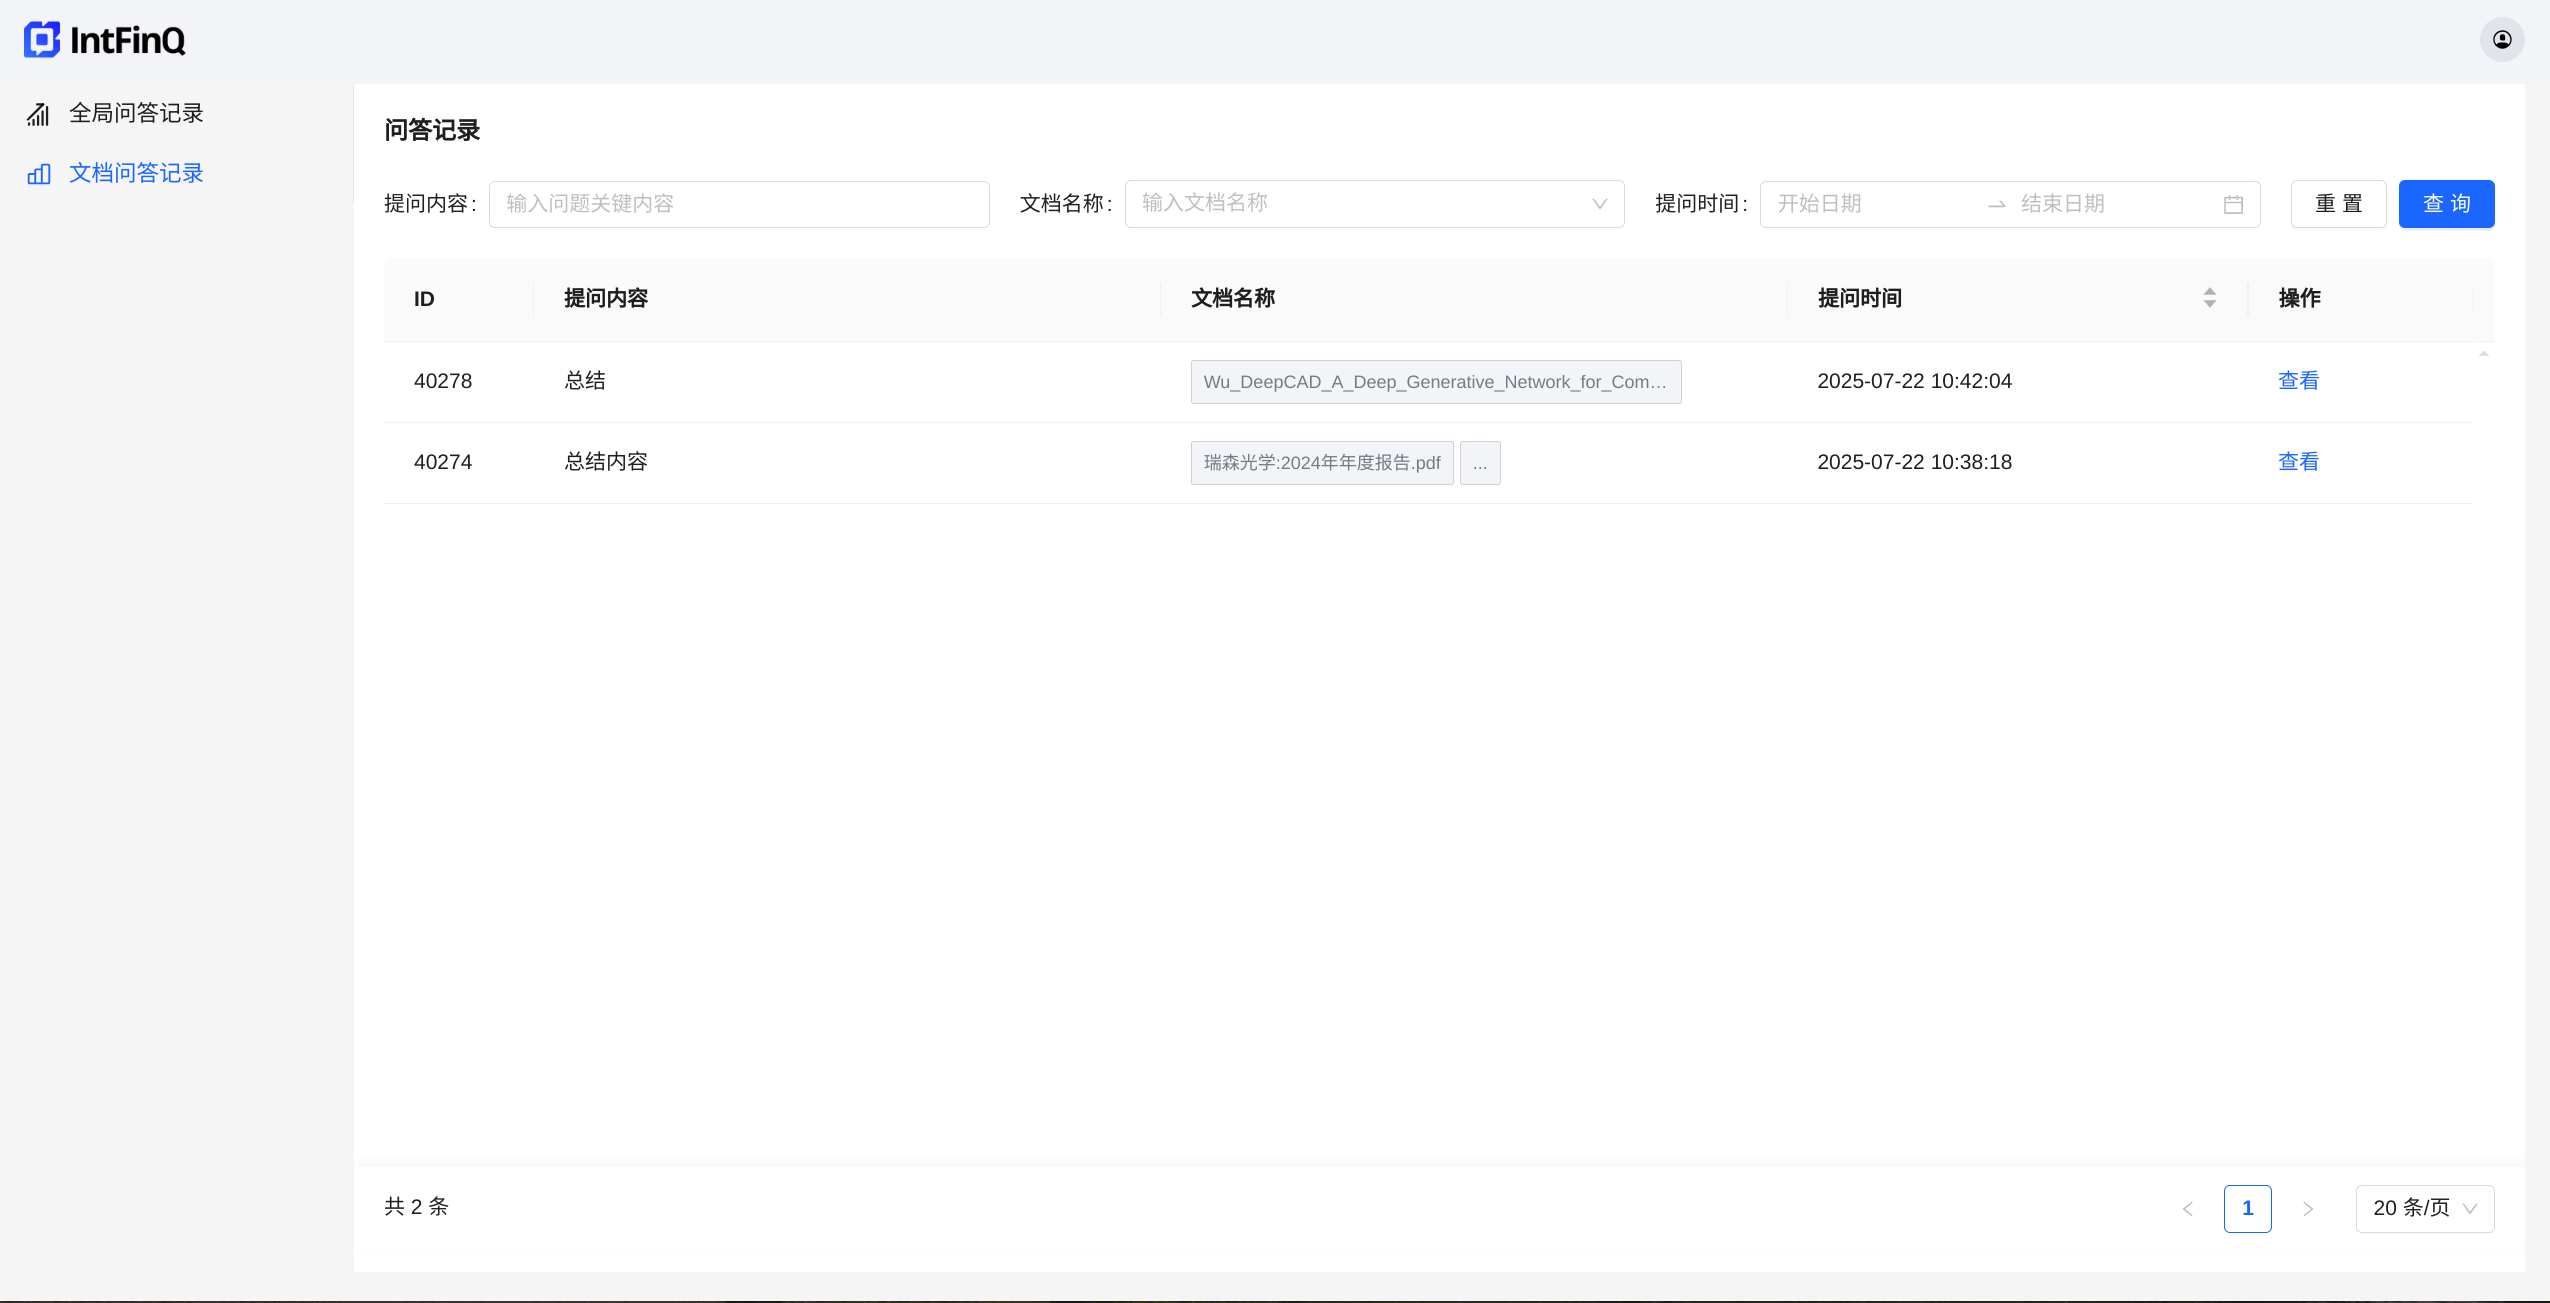 IntFinQ
全局问答记录
文档问答记录
问答记录
提问内容: 输入问题关键内容 文档名称: 输入文档名称 提问时间: 开始日期 → 结束日期 重 置 查 询
ID 提问内容 文档名称 提问时间 操作
40278 总结 Wu_DeepCAD_A_Deep_Generative_Network_for_Com... 2025-07-22 10:42:04 查看
40274 总结内容 瑞森光学:2024年年度报告.pdf ... 2025-07-22 10:38:18 查看
共 2 条 < 1 > 20 条/页